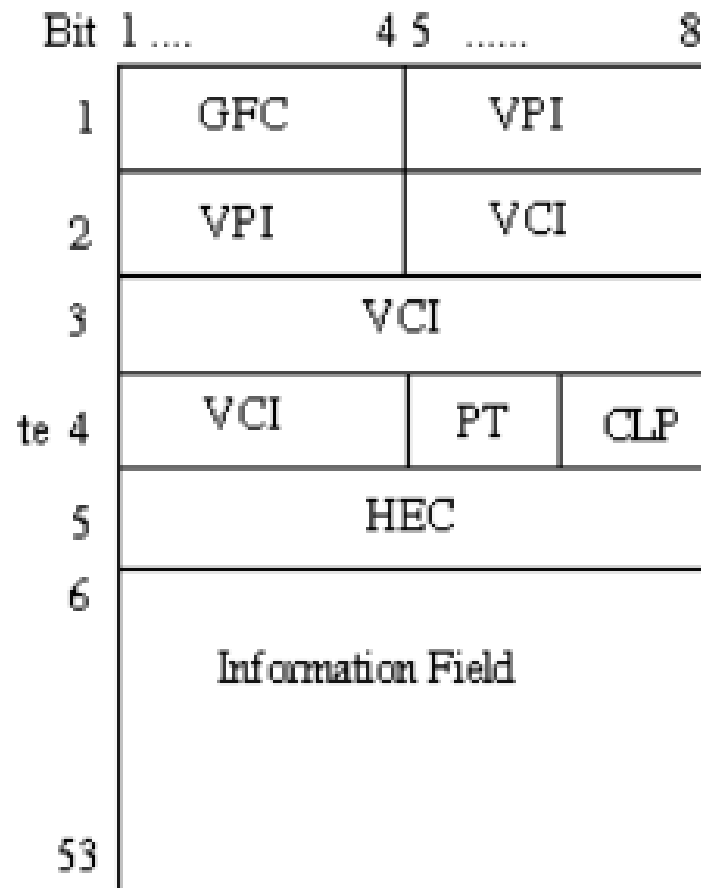 Bit 1 .... 4 5 ...... 8
1 GFC VPI
2 VPI VCI
3 VCI
te 4 VCI PT CLP
5 HEC
6
Information Field
53